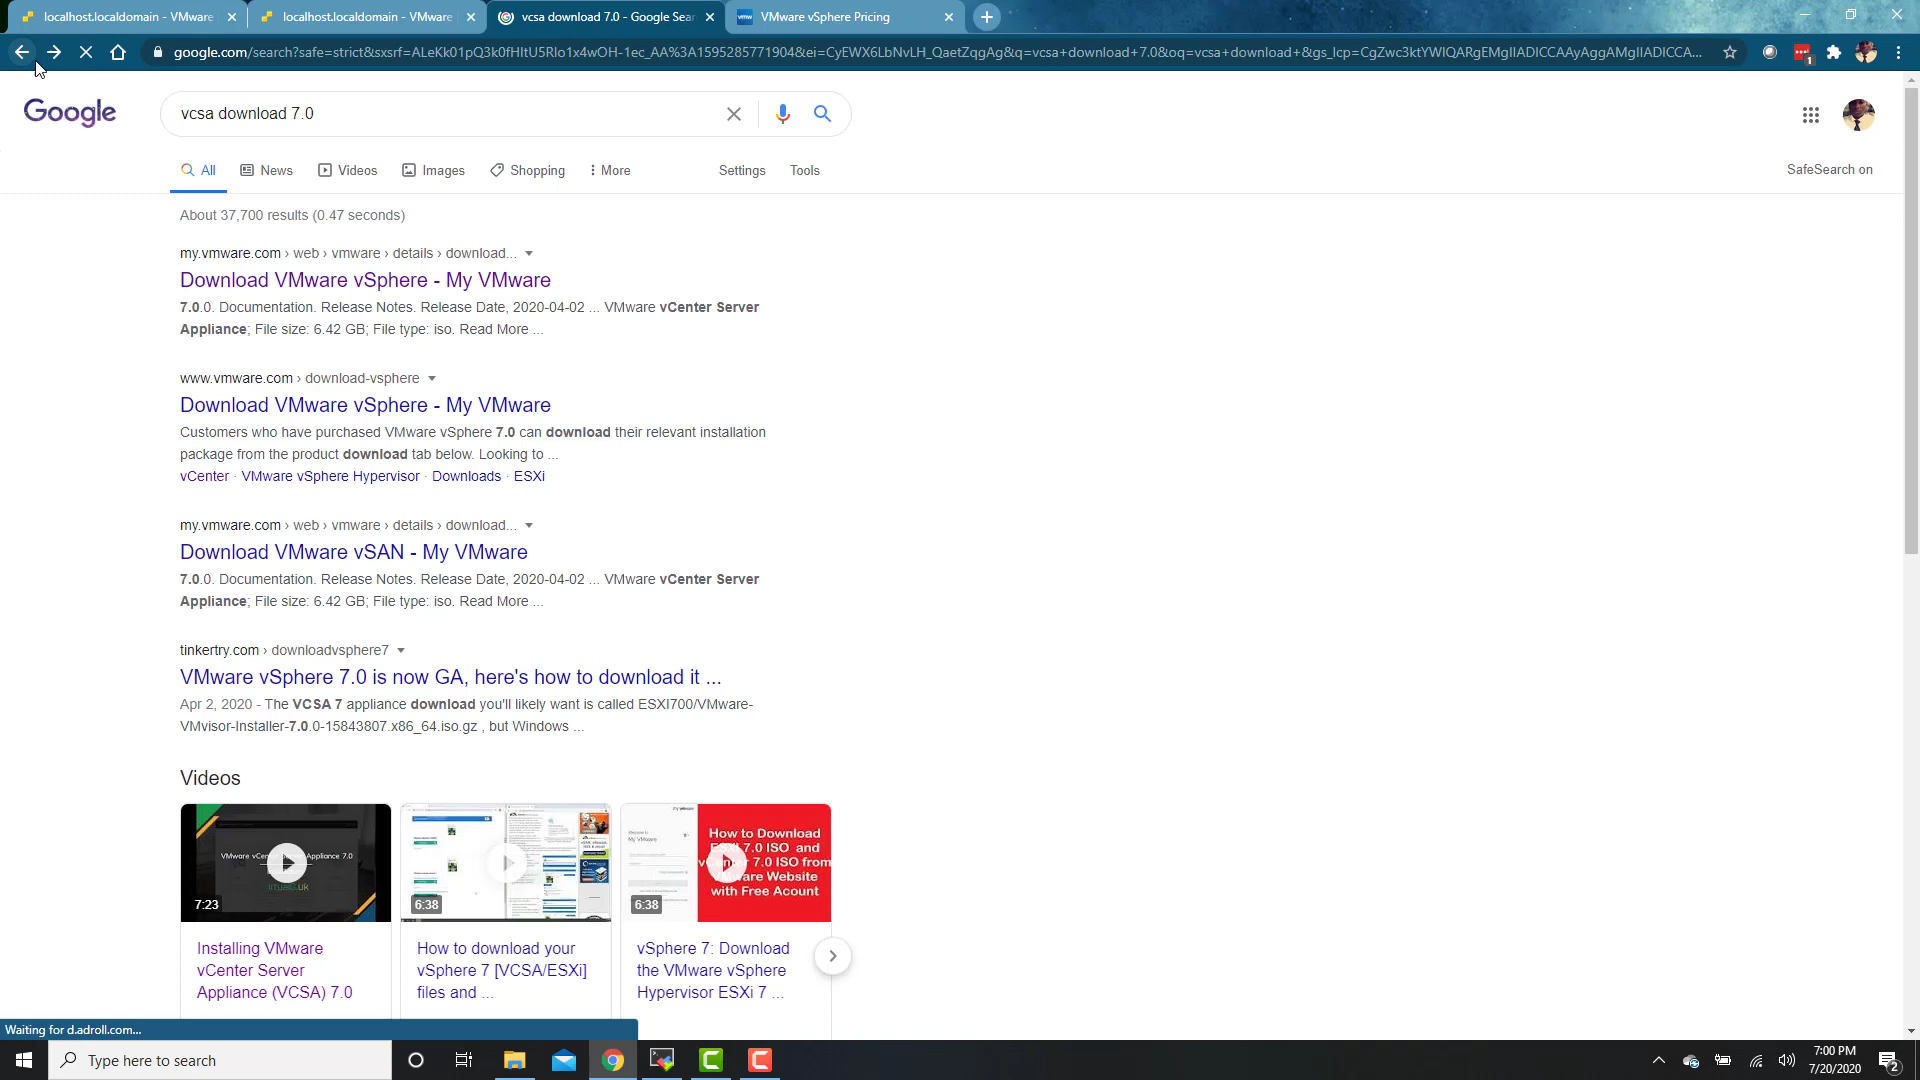 localhost.localdomain - VMware
localhost.localdomain - VMware
vcsa download 7.0 - Google Sear
vmw VMware vSphere Pricing
google.com/search?safe=strict&sxsrf=ALeKk01pQ3k0fHItU5Rlo1x4wOH-1ec_AA%3A1595285771904&ei=CyEWX6LbNvLH_QaetZqgAg&q=vcsa+download+7.0&oq=vcsa+download+&gs_lcp=CgZwc3ktYWIQARgEMgIIADICCAAyAggAMgIIADICCA...
1
Google
vcsa download 7.0
All
News
Videos
Images
Shopping
More
Settings
Tools
SafeSearch on
About 37,700 results (0.47 seconds)
my.vmware.com › web › vmware › details › download...
Download VMware vSphere - My VMware
7.0.0. Documentation. Release Notes. Release Date, 2020-04-02 ... VMware vCenter Server
Appliance; File size: 6.42 GB; File type: iso. Read More ...
www.vmware.com › download-vsphere
Download VMware vSphere - My VMware
Customers who have purchased VMware vSphere 7.0 can download their relevant installation
package from the product download tab below. Looking to ...
vCenter · VMware vSphere Hypervisor · Downloads · ESXi
my.vmware.com › web › vmware › details › download...
Download VMware vSAN - My VMware
7.0.0. Documentation. Release Notes. Release Date, 2020-04-02 ... VMware vCenter Server
Appliance; File size: 6.42 GB; File type: iso. Read More ...
tinkertry.com › downloadvsphere7
VMware vSphere 7.0 is now GA, here's how to download it ...
Apr 2, 2020 - The VCSA 7 appliance download you'll likely want is called ESXI700/VMware-
VMvisor-Installer-7.0.0-15843807.x86_64.iso.gz , but Windows ...
Videos
7:23
6:38
How to Download
ESXi 7.0 ISO and
vCenter 7.0 ISO from
VMware Website
with Free Acount
6:38
Installing VMware
vCenter Server
Appliance (VCSA) 7.0
How to download your
vSphere 7 [VCSA/ESXi]
files and ...
vSphere 7: Download
the VMware vSphere
Hypervisor ESXi 7 ...
Waiting for d.adroll.com...
Type here to search
7:00 PM
7/20/2020
2